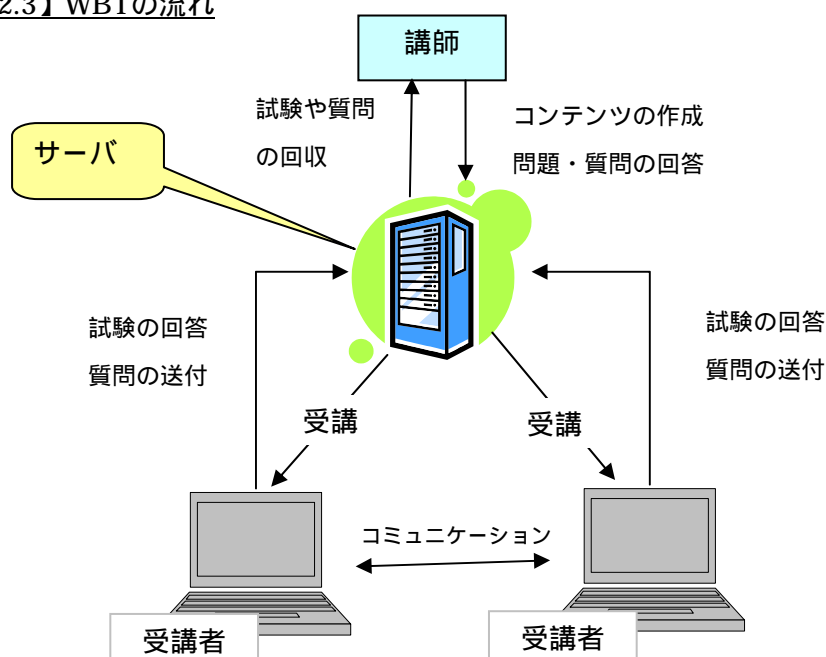 2.3】WBTの流れ
講師
試験や質問
の回収
コンテンツの作成
問題・質問の回答
サーバ
試験の回答
質問の送付
試験の回答
質問の送付
受講
受講
コミュニケーション
受講者
受講者